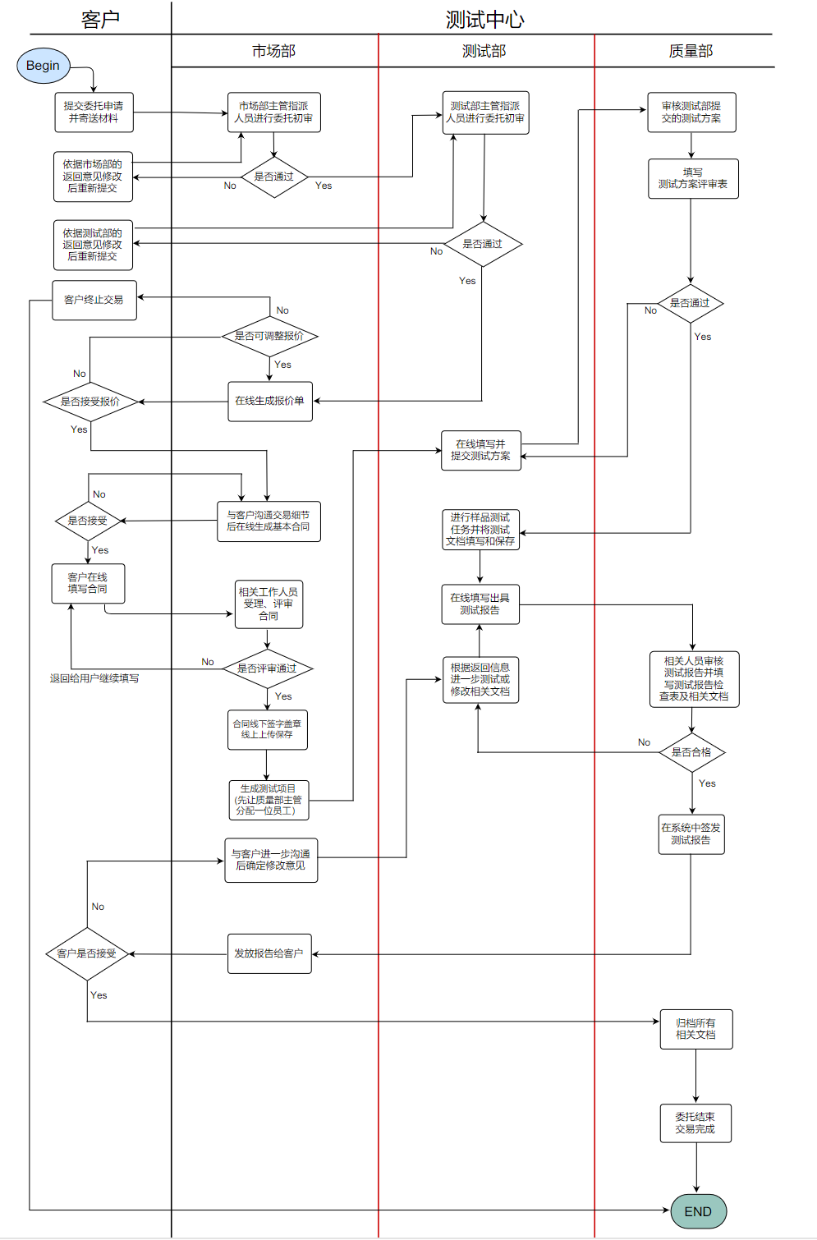 客户
测试中心
市场部
测试部
质量部
Begin
提交委托申请
并寄送材料
市场部主管指派
人员进行委托初审
测试部主管指派
人员进行委托初审
审核测试部提
交的测试方案
依据市场部的
返回意见修改
后重新提交
No
是否通过
Yes
填写
测试方案评审表
依据测试部的
返回意见修改
后重新提交
No
是否通过
Yes
客户终止交易
No
是否可调整报价
Yes
No
是否通过
Yes
No
是否接受报价
Yes
在线生成报价单
在线填写并
提交测试方案
No
是否接受
Yes
与客户沟通交易细节
后在线生成基本合同
进行样品测试
任务并将测试
文档填写和保存
客户在线
填写合同
相关工作人员
受理、评审
合同
在线填写出具
测试报告
No
是否评审通过
Yes
退回给用户继续填写
根据返回信息
进一步测试或
修改相关文档
相关人员审核
测试报告并填
写测试报告检
查表及相关文档
合同线下签字盖章
线上上传保存
No
是否合格
Yes
生成测试项目
(先让质量部主管
分配一位员工)
在系统中签发
测试报告
与客户进一步沟通
后确定修改意见
No
客户是否接受
Yes
发放报告给客户
归档所有
相关文档
委托结束
交易完成
END